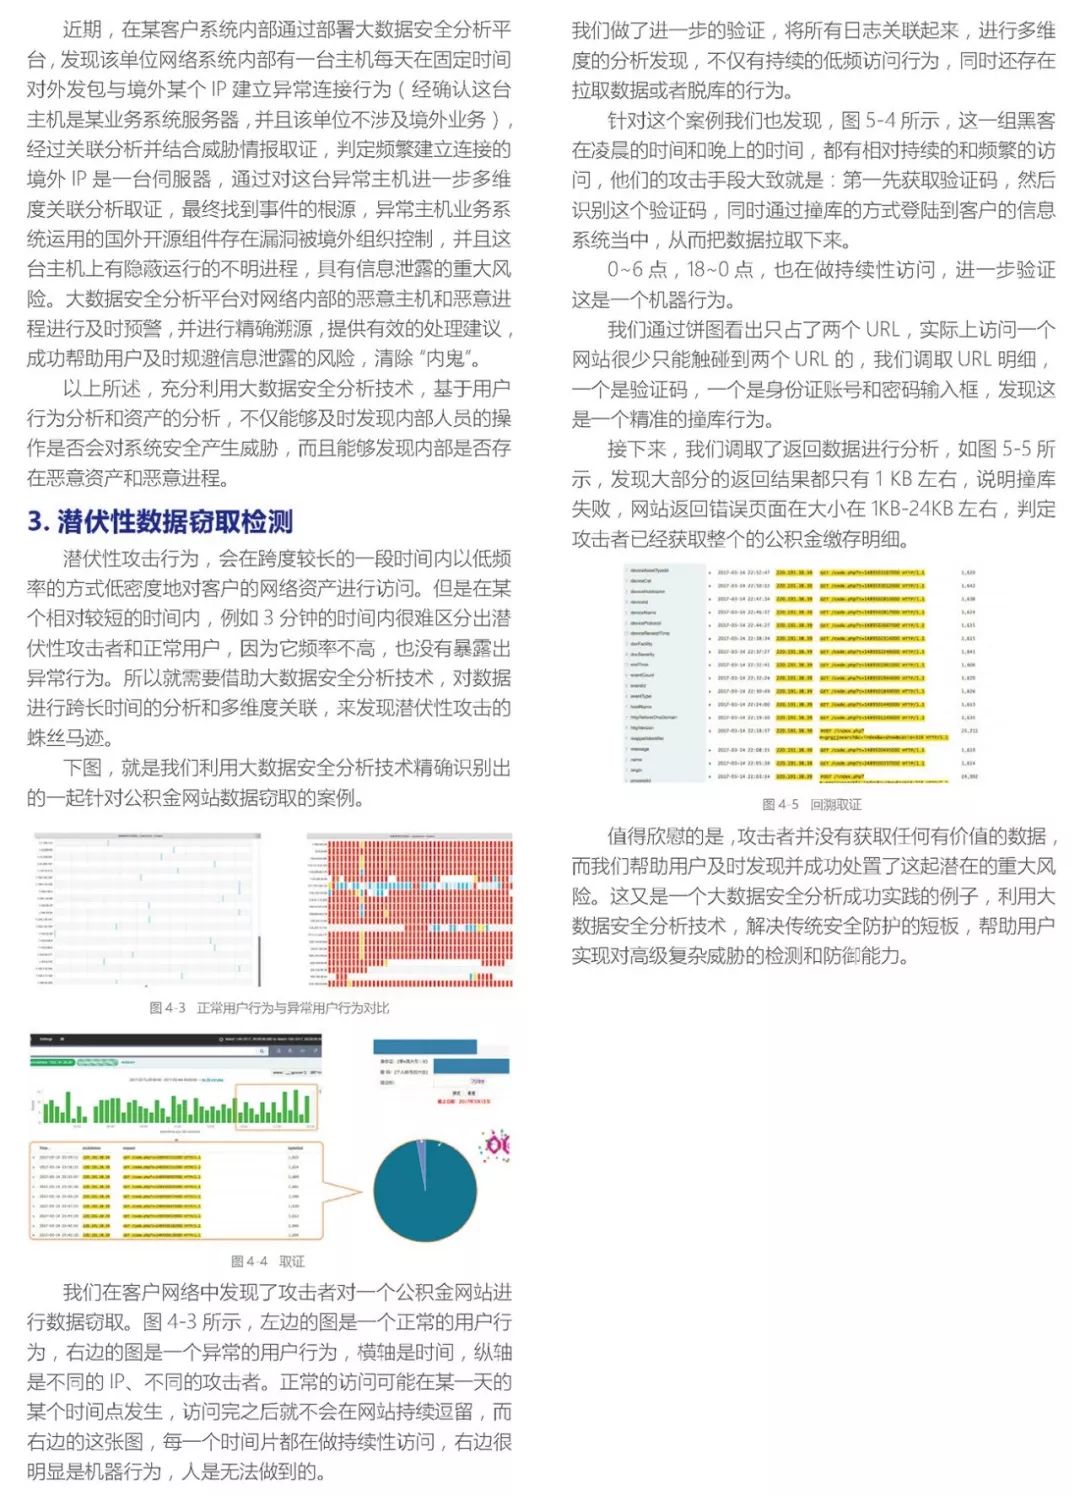 近期，在某客户系统内部通过部署大数据安全分析平
台，发现该单位网络系统内部有一台主机每天在固定时间
对外发包与境外某个 IP 建立异常连接行为（经确认这台
主机是某业务系统服务器，并且该单位不涉及境外业务），
经过关联分析并结合威胁情报取证，判定频繁建立连接的
境外 IP 是一台伺服器，通过对这台异常主机进一步多维
度关联分析取证，最终找到事件的根源，异常主机业务系
统运用的国外开源组件存在漏洞被境外组织控制，并且这
台主机上有隐蔽运行的不明进程，具有信息泄露的重大风
险。大数据安全分析平台对网络内部的恶意主机和恶意进
程进行及时预警，并进行精确溯源，提供有效的处理建议，
成功帮助用户及时规避信息泄露的风险，清除“内鬼”。
以上所述，充分利用大数据安全分析技术，基于用户
行为分析和资产的分析，不仅能够及时发现内部人员的操
作是否会对系统安全产生威胁，而且能够发现内部是否存
在恶意资产和恶意进程。
3. 潜伏性数据窃取检测
潜伏性攻击行为，会在跨度较长的一段时间内以低频
率的方式低密度地对客户的网络资产进行访问。但是在某
个相对较短的时间内，例如 3 分钟的时间内很难区分出潜
伏性攻击者和正常用户，因为它频率不高，也没有暴露出
异常行为。所以就需要借助大数据安全分析技术，对数据
进行跨长时间的分析和多维度关联，来发现潜伏性攻击的
蛛丝马迹。
下图，就是我们利用大数据安全分析技术精确识别出
的一起针对公积金网站数据窃取的案例。
图 4-3 正常用户行为与异常用户行为对比
图 4-4 取证
我们在客户网络中发现了攻击者对一个公积金网站进
行数据窃取。图 4-3 所示，左边的图是一个正常的用户行
为，右边的图是一个异常的用户行为，横轴是时间，纵轴
是不同的 IP、不同的攻击者。正常的访问可能在某一天的
某个时间点发生，访问完之后就不会在网站持续逗留，而
右边的这张图，每一个时间片都在做持续性访问，右边很
明显是机器行为，人是无法做到的。
我们做了进一步的验证，将所有日志关联起来，进行多维
度的分析发现，不仅有持续的低频访问行为，同时还存在
拉取数据或者脱库的行为。
针对这个案例我们也发现，图 5-4 所示，这一组黑客
在凌晨的时间和晚上的时间，都有相对持续的和频繁的访
问，他们的攻击手段大致就是：第一先获取验证码，然后
识别这个验证码，同时通过撞库的方式登陆到客户的信息
系统当中，从而把数据拉取下来。
0~6 点，18~0 点，也在做持续性访问，进一步验证
这是一个机器行为。
我们通过饼图看出只占了两个 URL，实际上访问一个
网站很少只能触碰到两个 URL 的，我们调取 URL 明细，
一个是验证码，一个是身份证账号和密码输入框，发现这
是一个精准的撞库行为。
接下来，我们调取了返回数据进行分析，如图 5-5 所
示，发现大部分的返回结果都只有 1 KB 左右，说明撞库
失败，网站返回错误页面在大小在 1KB-24KB 左右，判定
攻击者已经获取整个的公积金缴存明细。
图 4-5 回溯取证
值得欣慰的是，攻击者并没有获取任何有价值的数据，
而我们帮助用户及时发现并成功处置了这起潜在的重大风
险。这又是一个大数据安全分析成功实践的例子，利用大
数据安全分析技术，解决传统安全防护的短板，帮助用户
实现对高级复杂威胁的检测和防御能力。